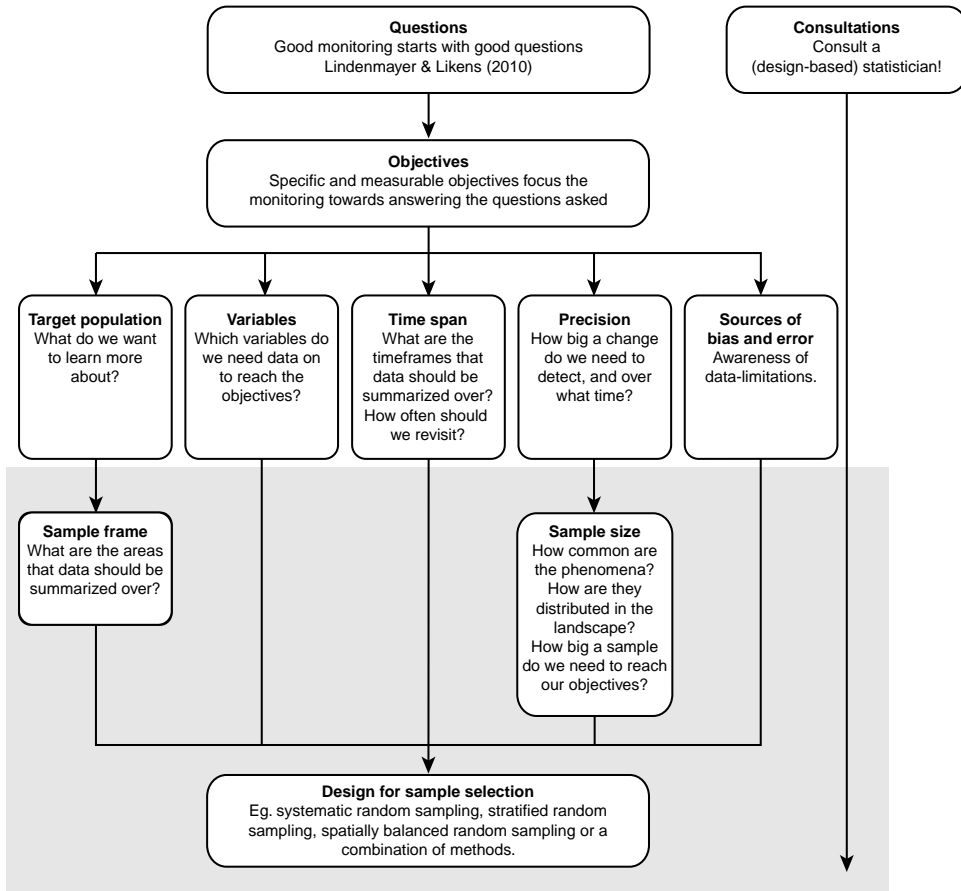 Questions
Good monitoring starts with good questions
Lindenmayer & Likens (2010)
Consultations
Consult a
(design-based) statistician!
Objectives
Specific and measurable objectives focus the
monitoring towards answering the questions asked
Target population
What do we want
to learn more
about?
Variables
Which variables do
we need data on
to reach the
objectives?
Time span
What are the
timeframes that
data should be
summarized over?
How often should
we revisit?
Precision
How big a change
do we need to
detect, and over
what time?
Sources of
bias and error
Awareness of
data-limitations.
Sample frame
What are the areas
that data should be
summarized over?
Sample size
How common are
the phenomena?
How are they
distributed in the
landscape?
How big a sample
do we need to reach
our objectives?
Design for sample selection
Eg. systematic random sampling, stratified random
sampling, spatially balanced random sampling or a
combination of methods.